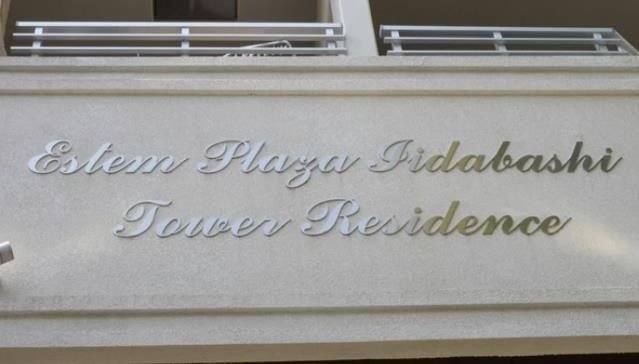 Estem Plaza Iidabashi
Tower Residence